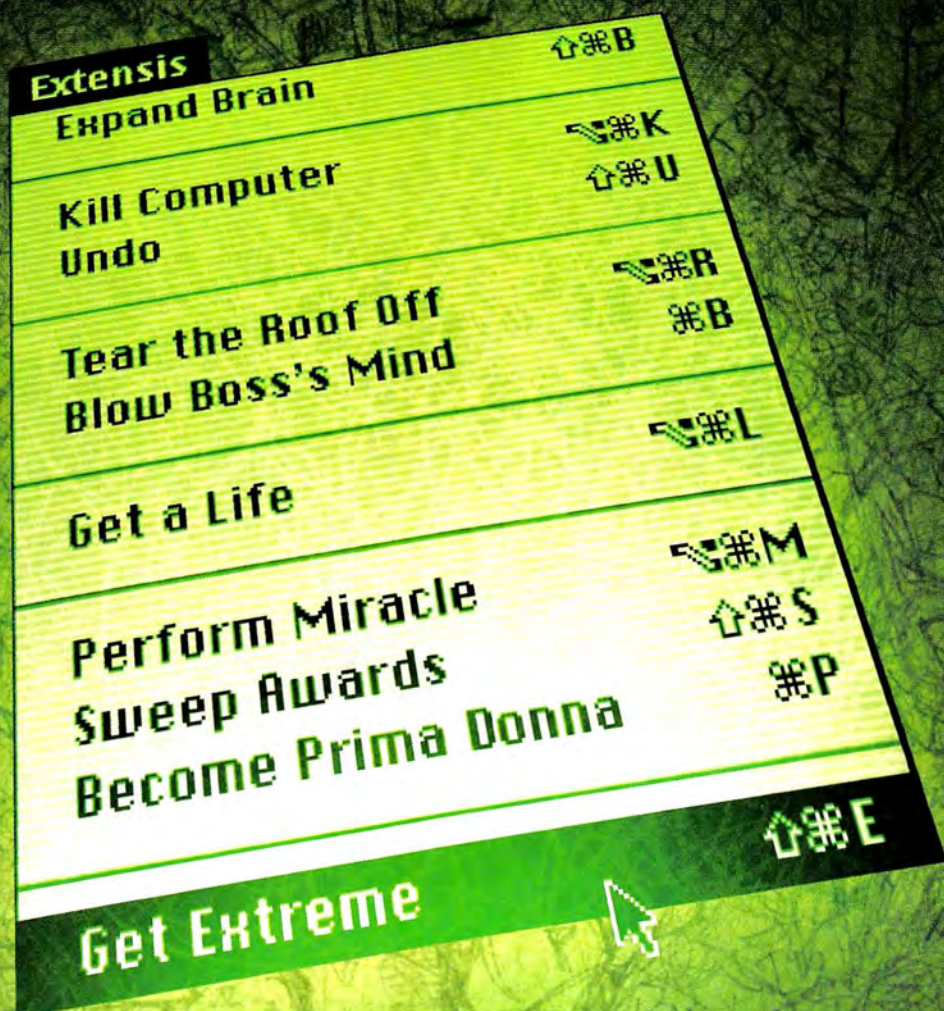 Extensis
Expand Brain ⇧⌘B
Kill Computer ⌥⌘K
Undo ⇧⌘U
Tear the Roof Off ⌥⌘R
Blow Boss's Mind ⌘B
Get a Life ⌥⌘L
Perform Miracle ⌥⌘M
Sweep Awards ⇧⌘S
Become Prima Donna ⌘P
Get Extreme ⇧⌘E